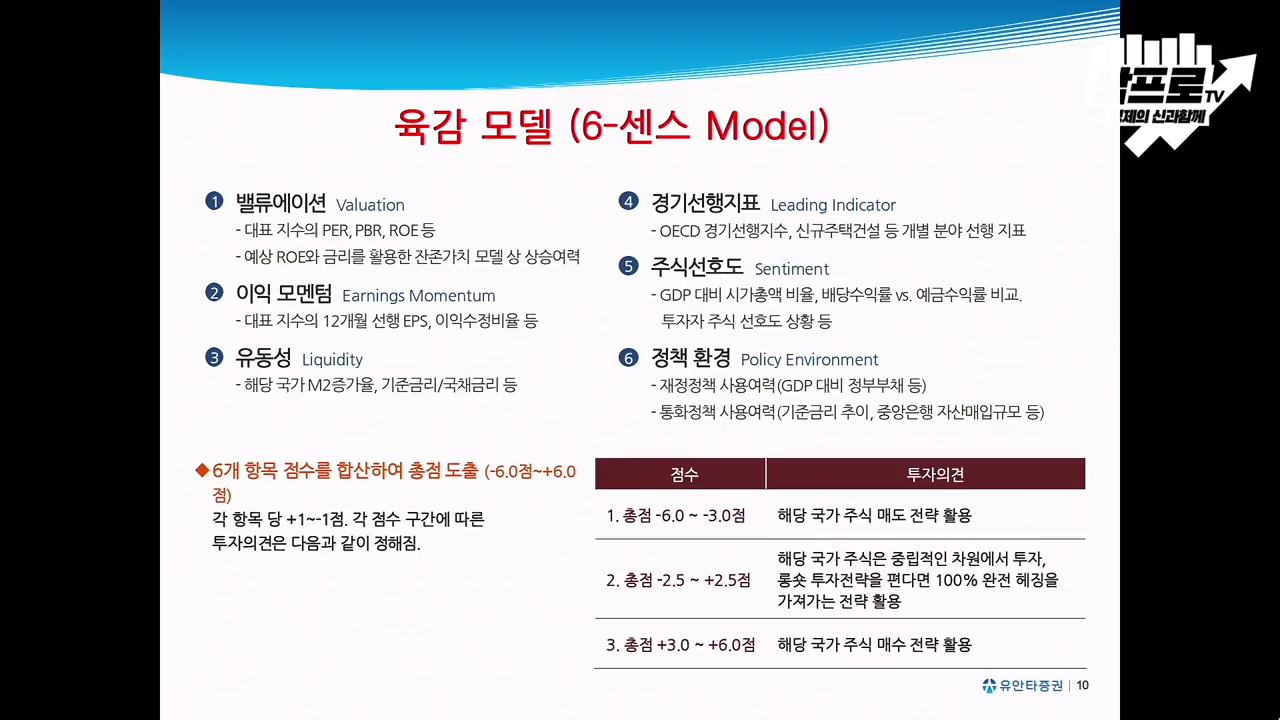 육감 모델 (6-센스 Model)
프로TV
제의 신과함께
1 밸류에이션 Valuation
- 대표 지수의 PER, PBR, ROE 등
- 예상 ROE와 금리를 활용한 잔존가치 모델 상 상승여력
2 이익 모멘텀 Earnings Momentum
- 대표 지수의 12개월 선행 EPS, 이익수정비율 등
3 유동성 Liquidity
- 해당 국가 M2증가율, 기준금리/국채금리 등
4 경기선행지표 Leading Indicator
- OECD 경기선행지수, 신규주택건설 등 개별 분야 선행 지표
5 주식선호도 Sentiment
- GDP 대비 시가총액 비율, 배당수익률 vs. 예금수익률 비교.
투자자 주식 선호도 상황 등
6 정책 환경 Policy Environment
- 재정정책 사용여력(GDP 대비 정부부채 등)
- 통화정책 사용여력(기준금리 추이, 중앙은행 자산매입규모 등)
◆6개 항목 점수를 합산하여 총점 도출 (-6.0점~+6.0
점)
각 항목 당 +1~-1점. 각 점수 구간에 따른
투자의견은 다음과 같이 정해짐.
점수 투자의견
1. 총점 -6.0 ~ -3.0점 해당 국가 주식 매도 전략 활용
2. 총점 -2.5 ~ +2.5점 해당 국가 주식은 중립적인 차원에서 투자,
롱숏 투자전략을 편다면 100% 완전 헤징을
가져가는 전략 활용
3. 총점 +3.0 ~ +6.0점 해당 국가 주식 매수 전략 활용
유안타증권 | 10